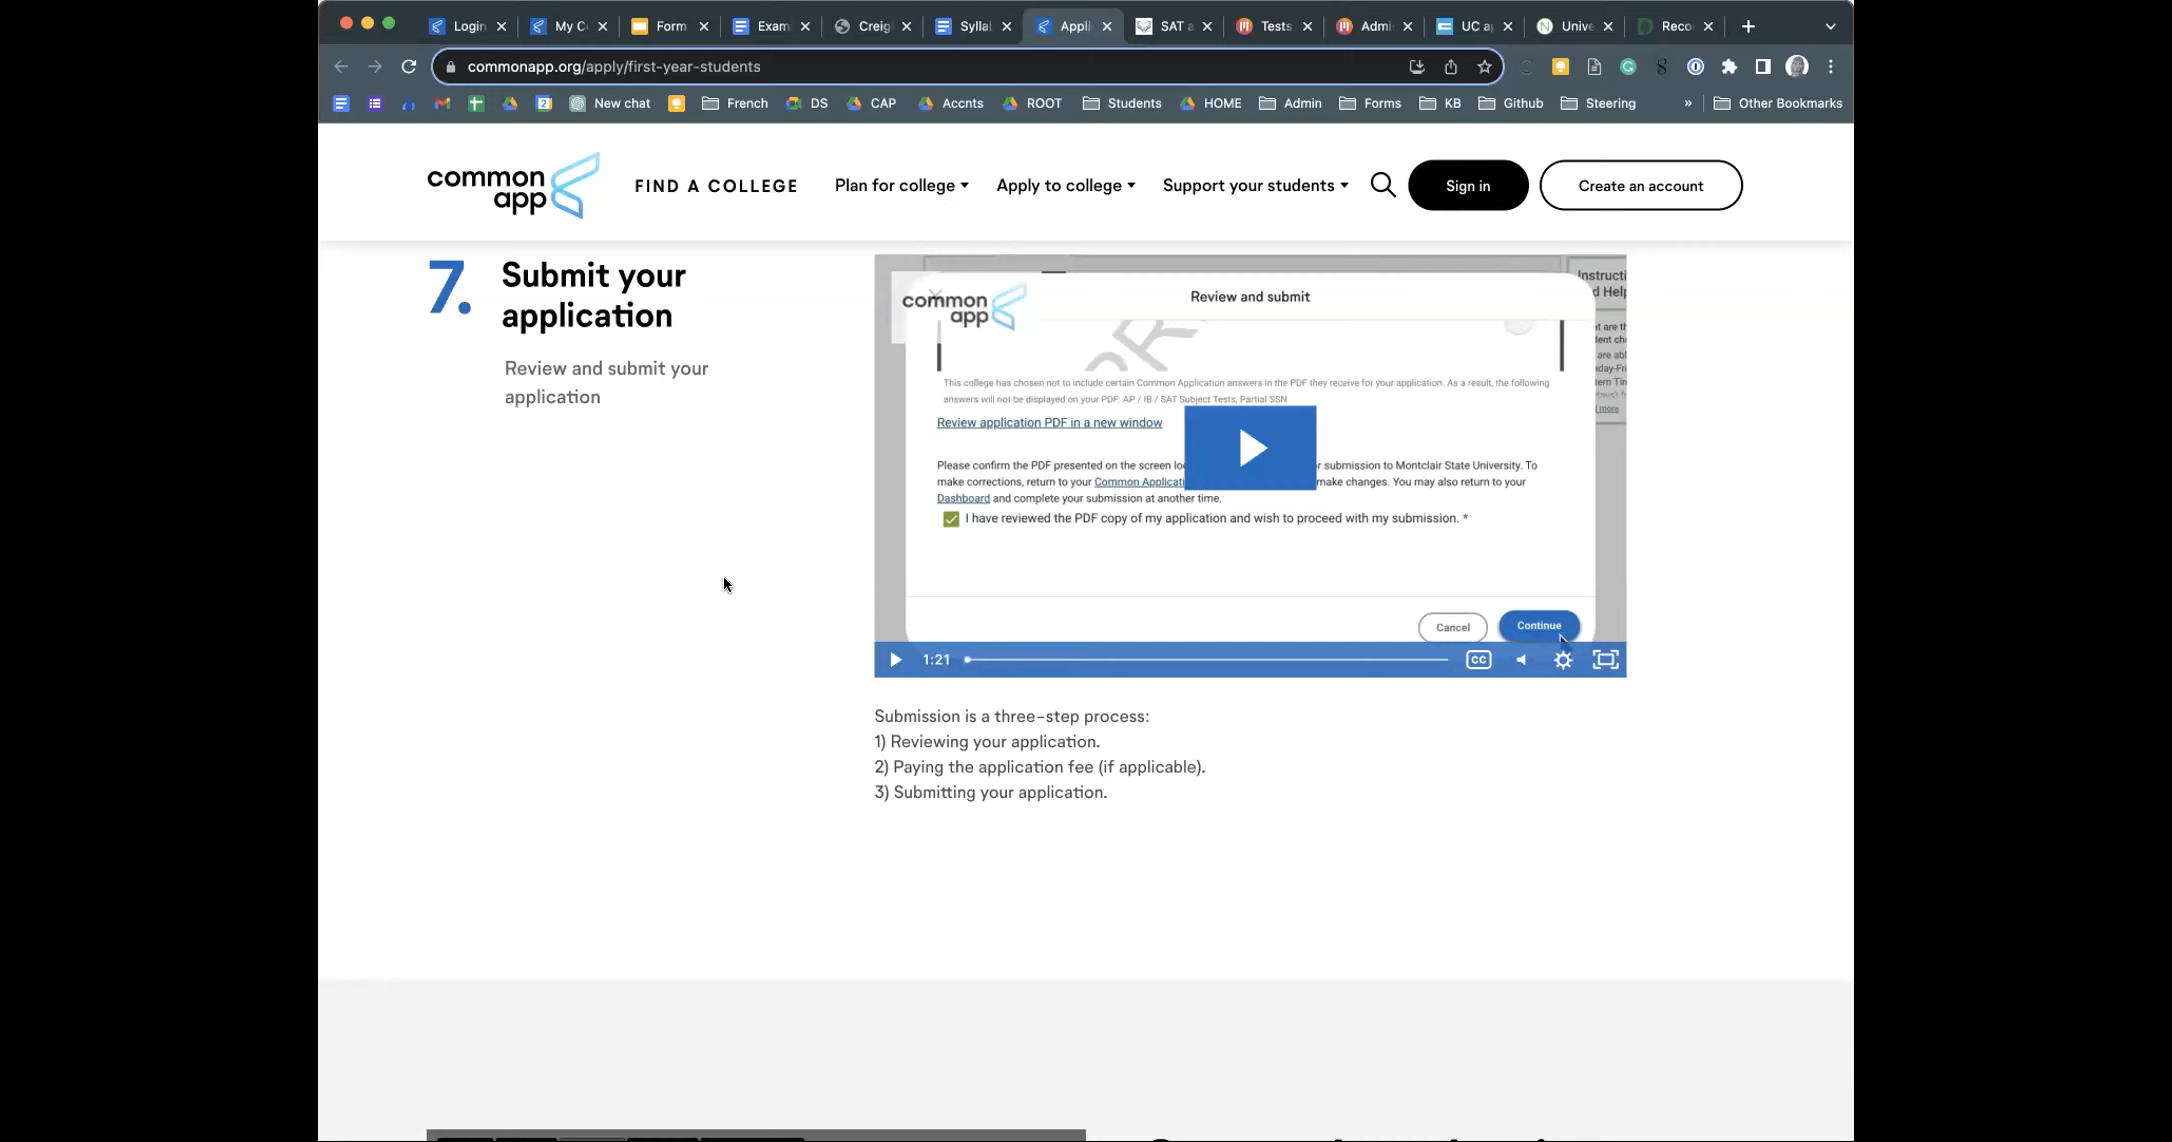 Login
My C
Form
Exam
Creig
Sylla
Appli
SAT a
Tests
Admi
UC a
Unive
Reco
commonapp.org/apply/first-year-students
New chat
French
DS
CAP
Accnts
ROOT
Students
HOME
Admin
Forms
KB
Github
Steering
»
Other Bookmarks
common app
FIND A COLLEGE
Plan for college
Apply to college
Support your students
Sign in
Create an account
7. Submit your
application
Review and submit your
application
common app
Review and submit
Instructi
d Help
This college has chosen not to include certain Common Application answers in the PDF they receive for your application. As a result, the following
answers will not be displayed on your PDF: AP / IB / SAT Subject Tests, Partial SSN
Review application PDF in a new window
Please confirm the PDF presented on the screen lo r submission to Montclair State University. To
make corrections, return to your Common Applicati make changes. You may also return to your
Dashboard and complete your submission at another time.
I have reviewed the PDF copy of my application and wish to proceed with my submission. *
Cancel
Continue
1:21
CC
Submission is a three-step process:
1) Reviewing your application.
2) Paying the application fee (if applicable).
3) Submitting your application.